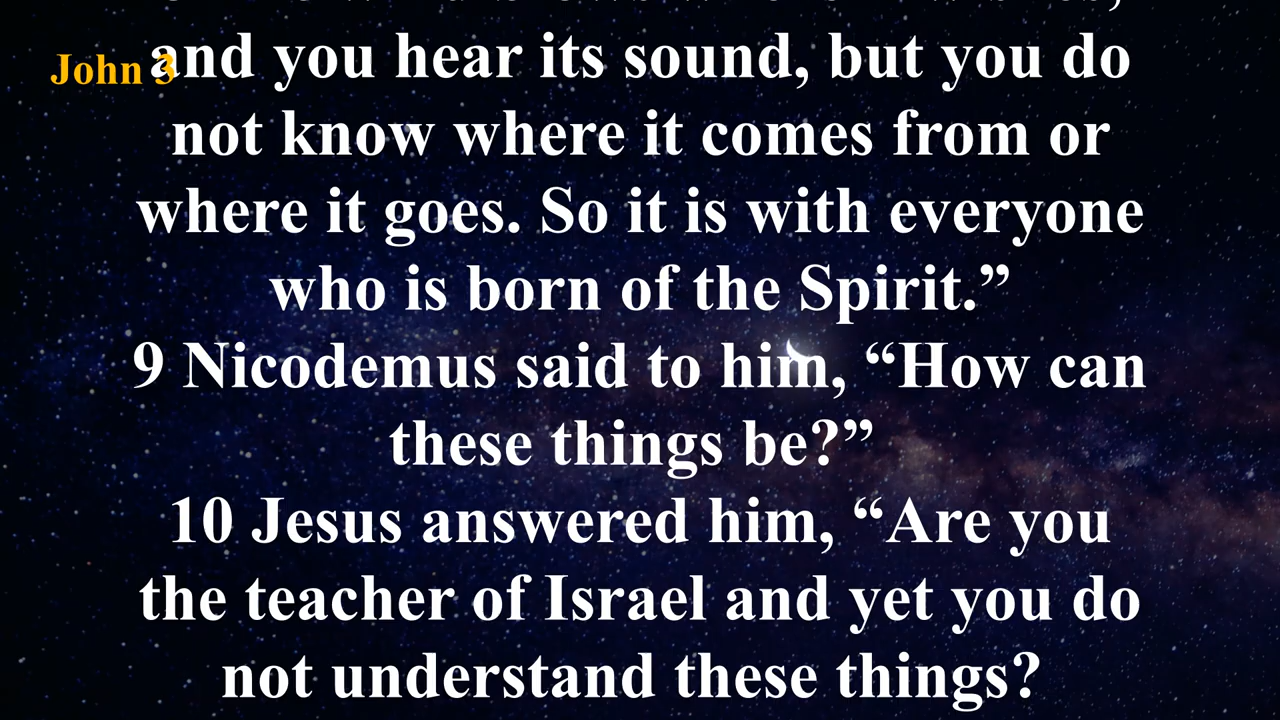 John 3
and you hear its sound, but you do
not know where it comes from or
where it goes. So it is with everyone
who is born of the Spirit.”
9 Nicodemus said to him, “How can
these things be?”
10 Jesus answered him, “Are you
the teacher of Israel and yet you do
not understand these things?